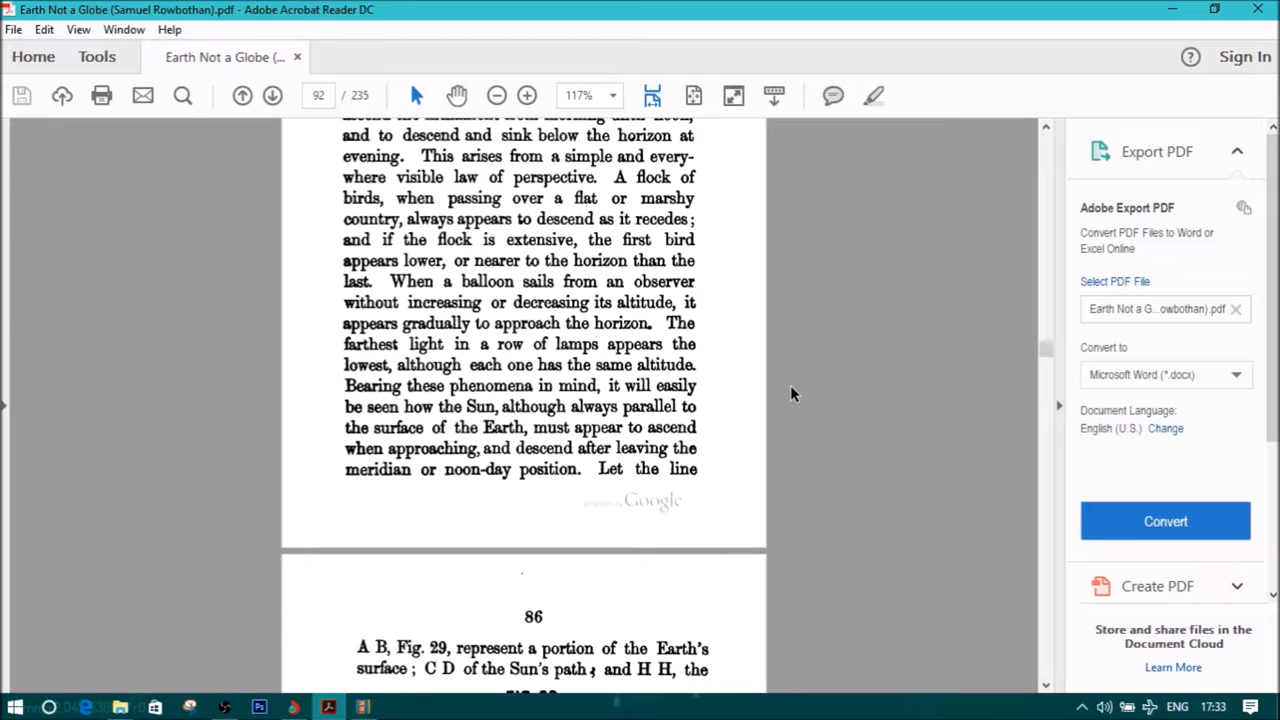 Earth Not a Globe (Samuel Rowbothan).pdf - Adobe Acrobat Reader DC
File Edit View Window Help
Home Tools Earth Not a Globe (... × Sign In
92 / 235 117%
and to descend and sink below the horizon at
evening. This arises from a simple and every-
where visible law of perspective. A flock of
birds, when passing over a flat or marshy
country, always appears to descend as it recedes;
and if the flock is extensive, the first bird
appears lower, or nearer to the horizon than the
last. When a balloon sails from an observer
without increasing or decreasing its altitude, it
appears gradually to approach the horizon. The
farthest light in a row of lamps appears the
lowest, although each one has the same altitude.
Bearing these phenomena in mind, it will easily
be seen how the Sun, although always parallel to
the surface of the Earth, must appear to ascend
when approaching, and descend after leaving the
meridian or noon-day position. Let the line
Google
86
A B, Fig. 29, represent a portion of the Earth's
surface; C D of the Sun's path; and H H, the
Export PDF
Adobe Export PDF
Convert PDF Files to Word or
Excel Online
Select PDF File
Earth Not a G...owbothan).pdf
Convert to
Microsoft Word (*.docx)
Document Language:
English (U.S.) Change
Convert
Create PDF
Store and share files in the
Document Cloud
Learn More
ENG 17:33